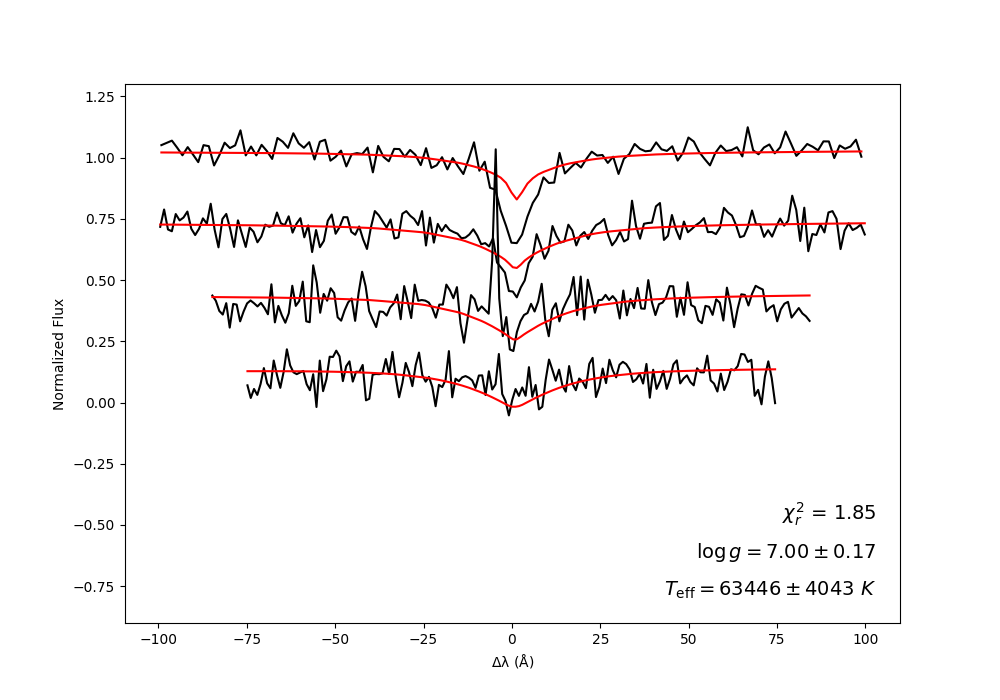 1.25
1.00
0.75
0.50
0.25
0.00
−0.25
−0.50
−0.75
Normalized Flux
χ_r^2 = 1.85
log g = 7.00 ± 0.17
T_eff = 63446 ± 4043 K
−100 −75 −50 −25 0 25 50 75 100
Δλ (Å)